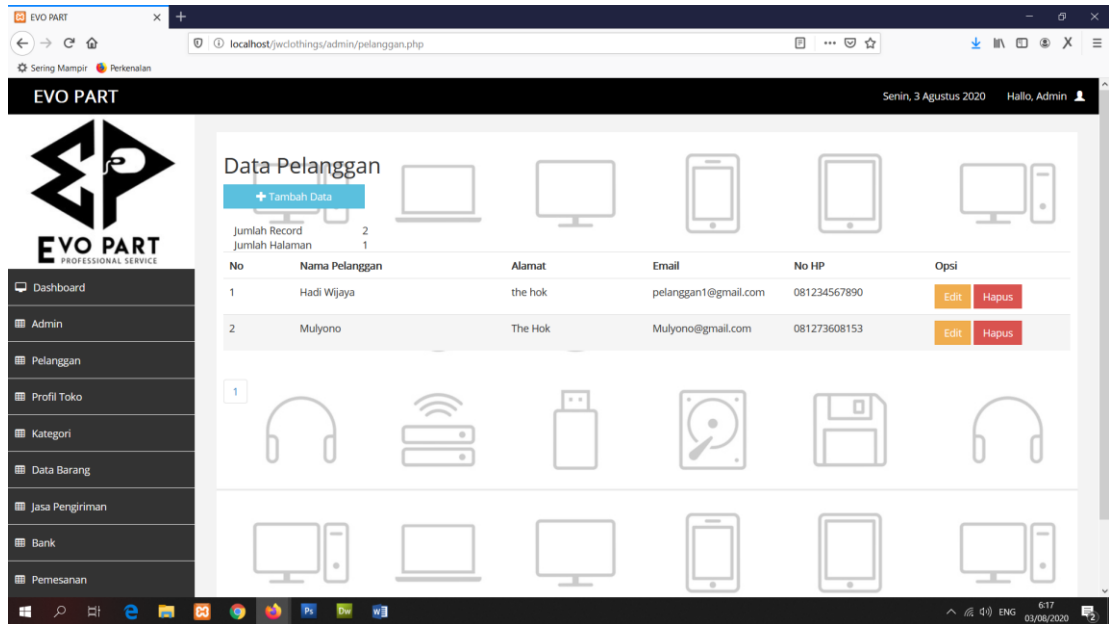 EVO PART
localhost/jwclothings/admin/pelanggan.php
Sering Mampir Perkenalan
EVO PART Senin, 3 Agustus 2020 Hallo, Admin
EP
EVO PART
PROFESSIONAL SERVICE
Dashboard
Admin
Pelanggan
Profil Toko
Kategori
Data Barang
Jasa Pengiriman
Bank
Pemesanan
Data Pelanggan
Tambah Data
Jumlah Record 2
Jumlah Halaman 1
No Nama Pelanggan Alamat Email No HP Opsi
1 Hadi Wijaya the hok pelanggan1@gmail.com 081234567890 Edit Hapus
2 Mulyono The Hok Mulyono@gmail.com 081273608153 Edit Hapus
1
Ps Dw W ENG 6:17
03/08/2020 2